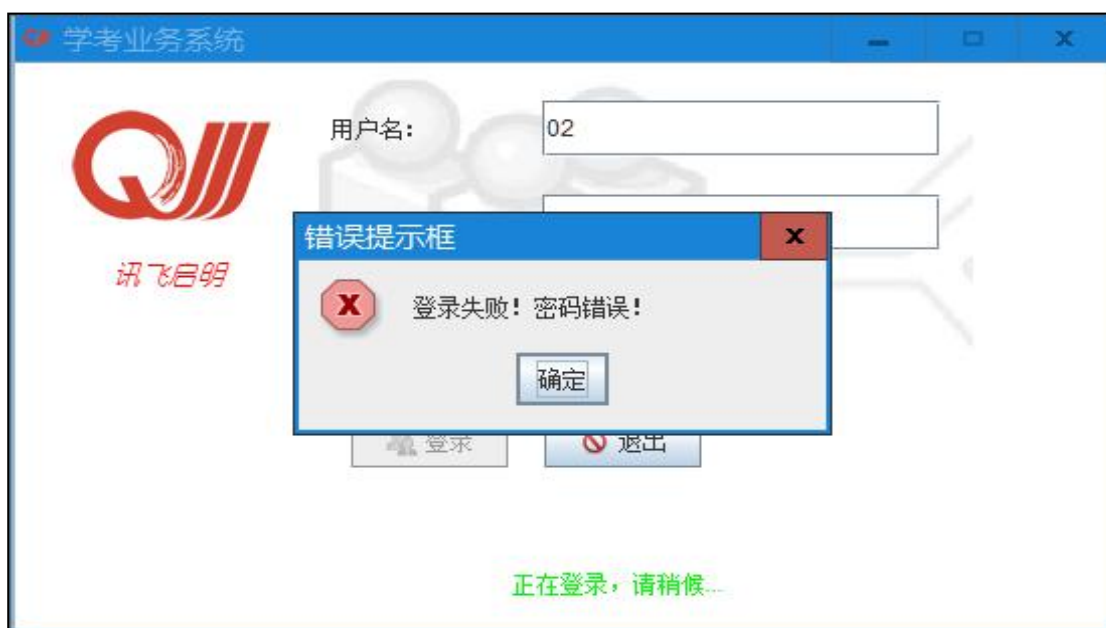 学考业务系统
用户名:
02
讯飞启明
错误提示框
登录失败! 密码错误!
确定
登录
退出
正在登录，请稍候...